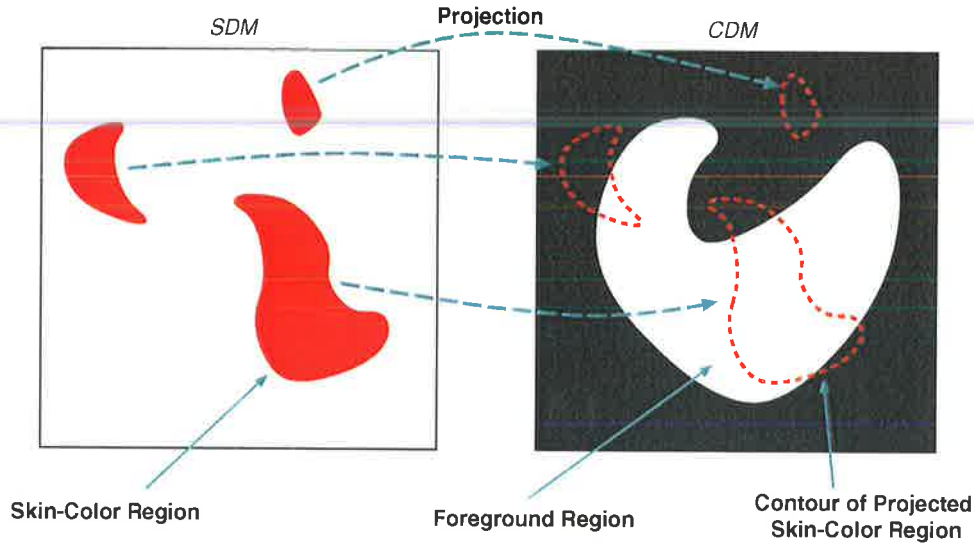 Projection
SDM
CDM
Skin-Color Region
Foreground Region
Contour of Projected
Skin-Color Region